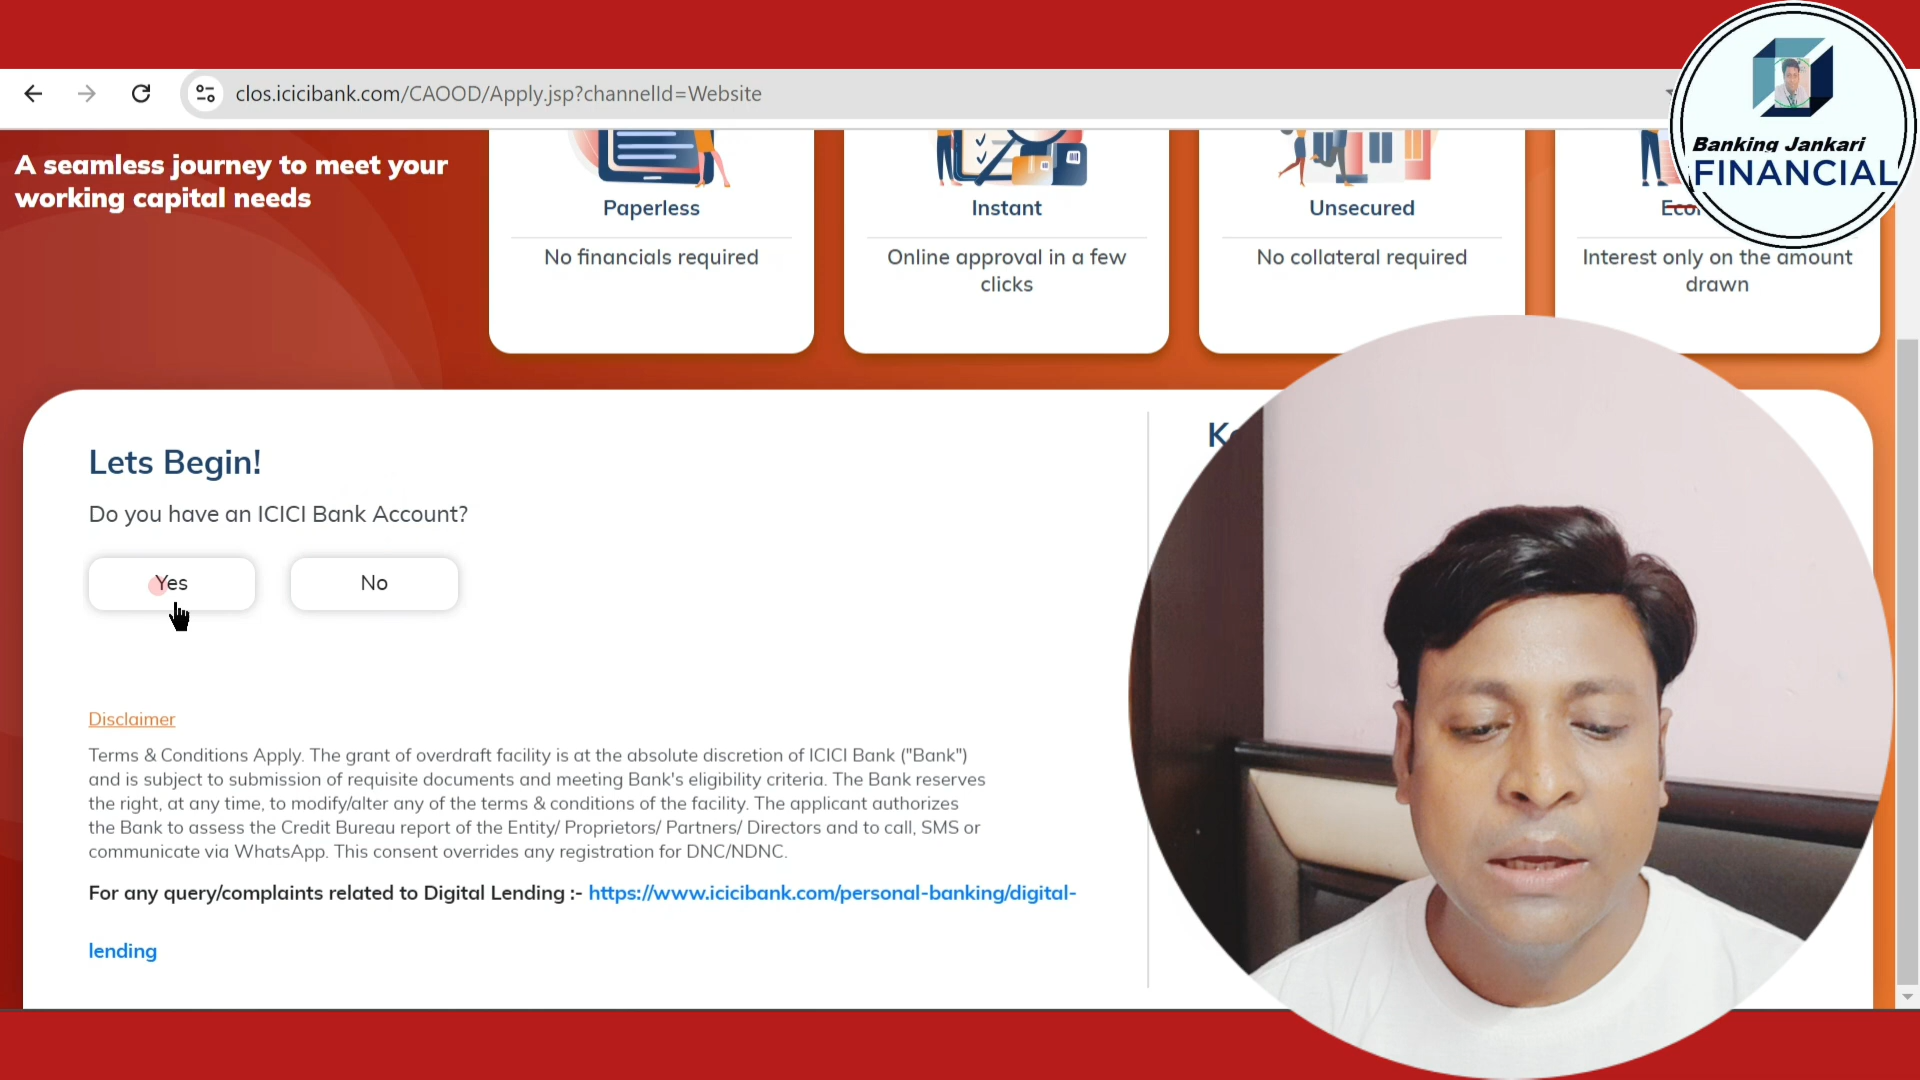 clos.icicibank.com/CAOOD/Apply.jsp?channelId=Website
Banking Jankari
FINANCIAL
A seamless journey to meet your
working capital needs
Paperless
No financials required
Instant
Online approval in a few
clicks
Unsecured
No collateral required
Interest only on the amount
drawn
Lets Begin!
Do you have an ICICI Bank Account?
Yes
No
Disclaimer
Terms & Conditions Apply. The grant of overdraft facility is at the absolute discretion of ICICI Bank ("Bank")
and is subject to submission of requisite documents and meeting Bank's eligibility criteria. The Bank reserves
the right, at any time, to modify/alter any of the terms & conditions of the facility. The applicant authorizes
the Bank to assess the Credit Bureau report of the Entity/ Proprietors/ Partners/ Directors and to call, SMS or
communicate via WhatsApp. This consent overrides any registration for DNC/NDNC.
For any query/complaints related to Digital Lending :- https://www.icicibank.com/personal-banking/digital-
lending